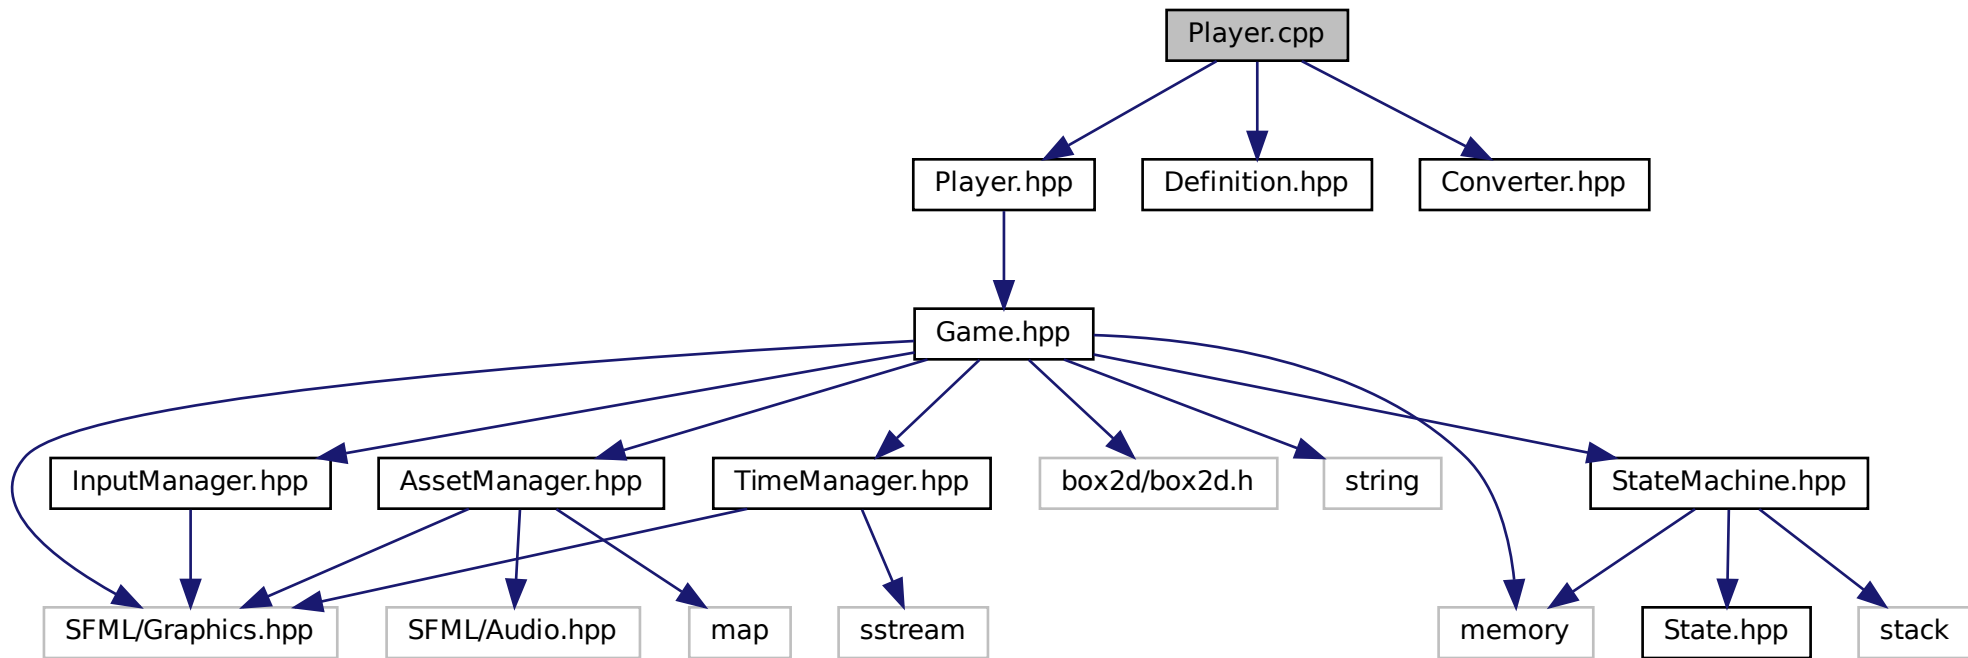 Player.cpp
Player.hpp
Definition.hpp
Converter.hpp
Game.hpp
InputManager.hpp
AssetManager.hpp
TimeManager.hpp
box2d/box2d.h
string
StateMachine.hpp
SFML/Graphics.hpp
SFML/Audio.hpp
map
sstream
memory
State.hpp
stack